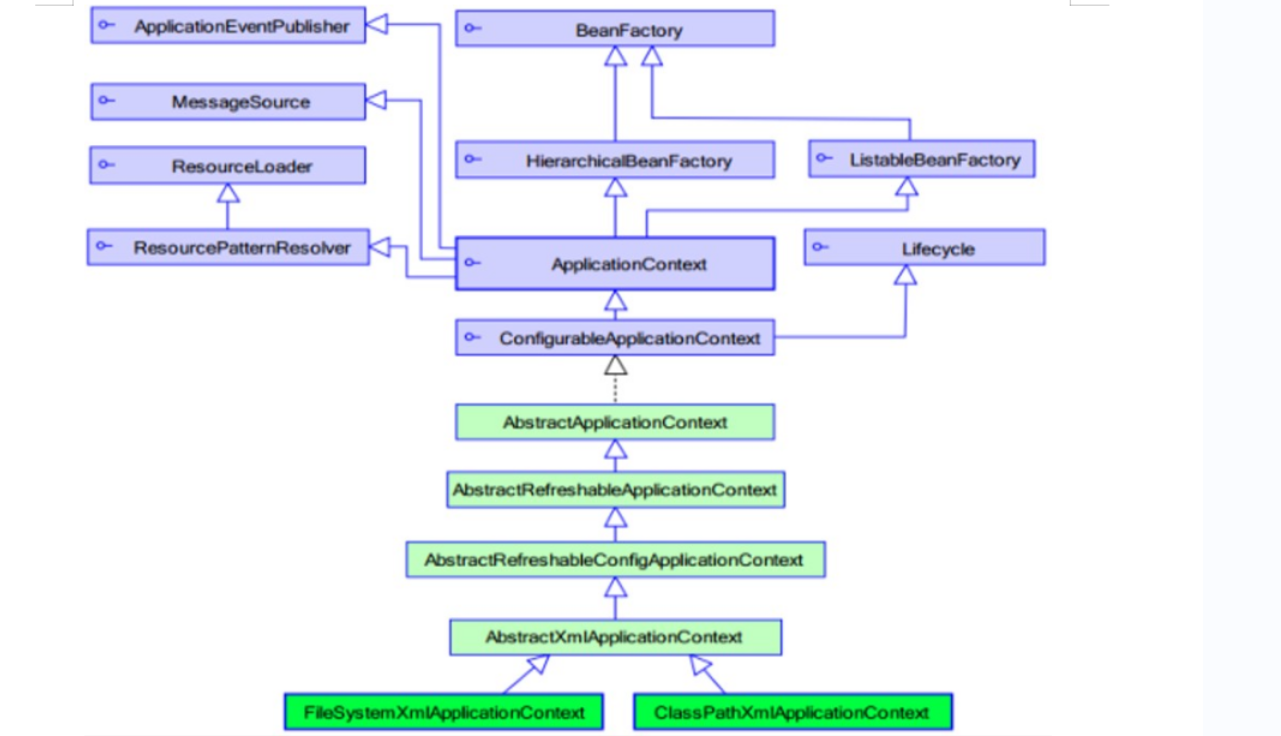 ApplicationEventPublisher
BeanFactory
MessageSource
ResourceLoader
HierarchicalBeanFactory
ListableBeanFactory
ResourcePatternResolver
ApplicationContext
Lifecycle
ConfigurableApplicationContext
AbstractApplicationContext
AbstractRefreshableApplicationContext
AbstractRefreshableConfigApplicationContext
AbstractXmlApplicationContext
FileSystemXmlApplicationContext
ClassPathXmlApplicationContext